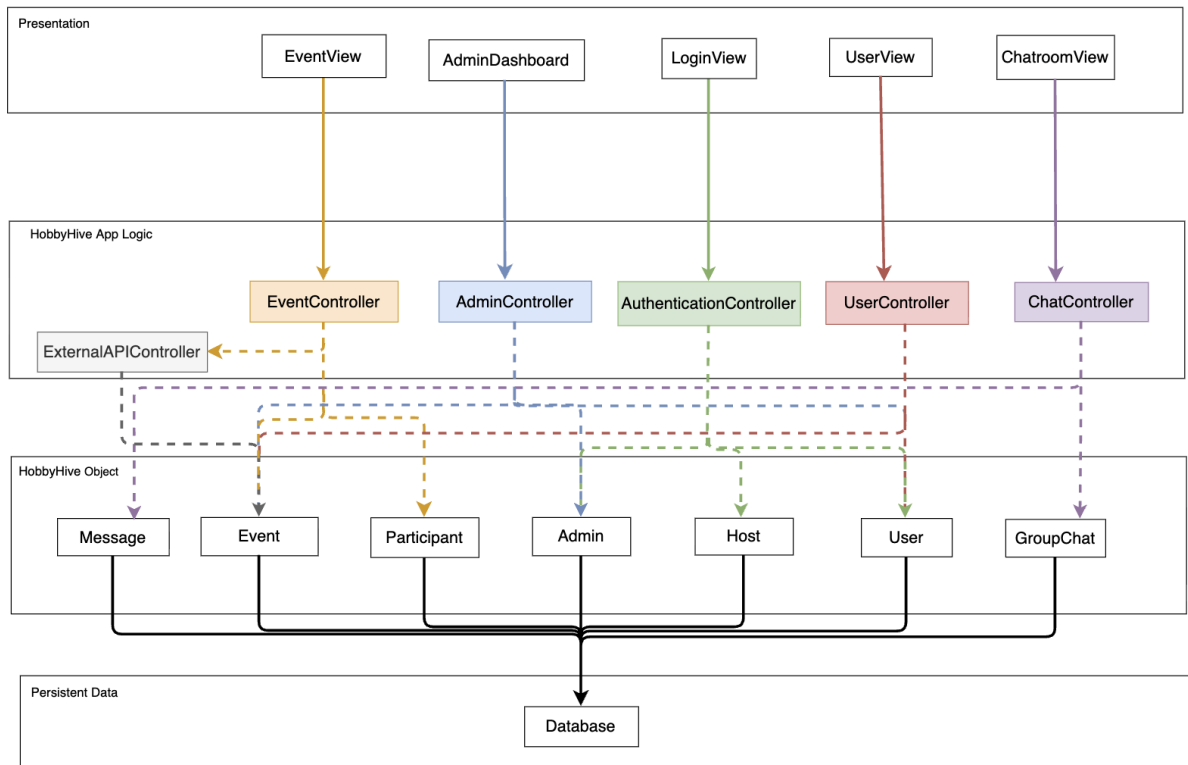 Presentation
EventView
AdminDashboard
LoginView
UserView
ChatroomView
HobbyHive App Logic
EventController
AdminController
AuthenticationController
UserController
ChatController
ExternalAPIController
HobbyHive Object
Message
Event
Participant
Admin
Host
User
GroupChat
Persistent Data
Database